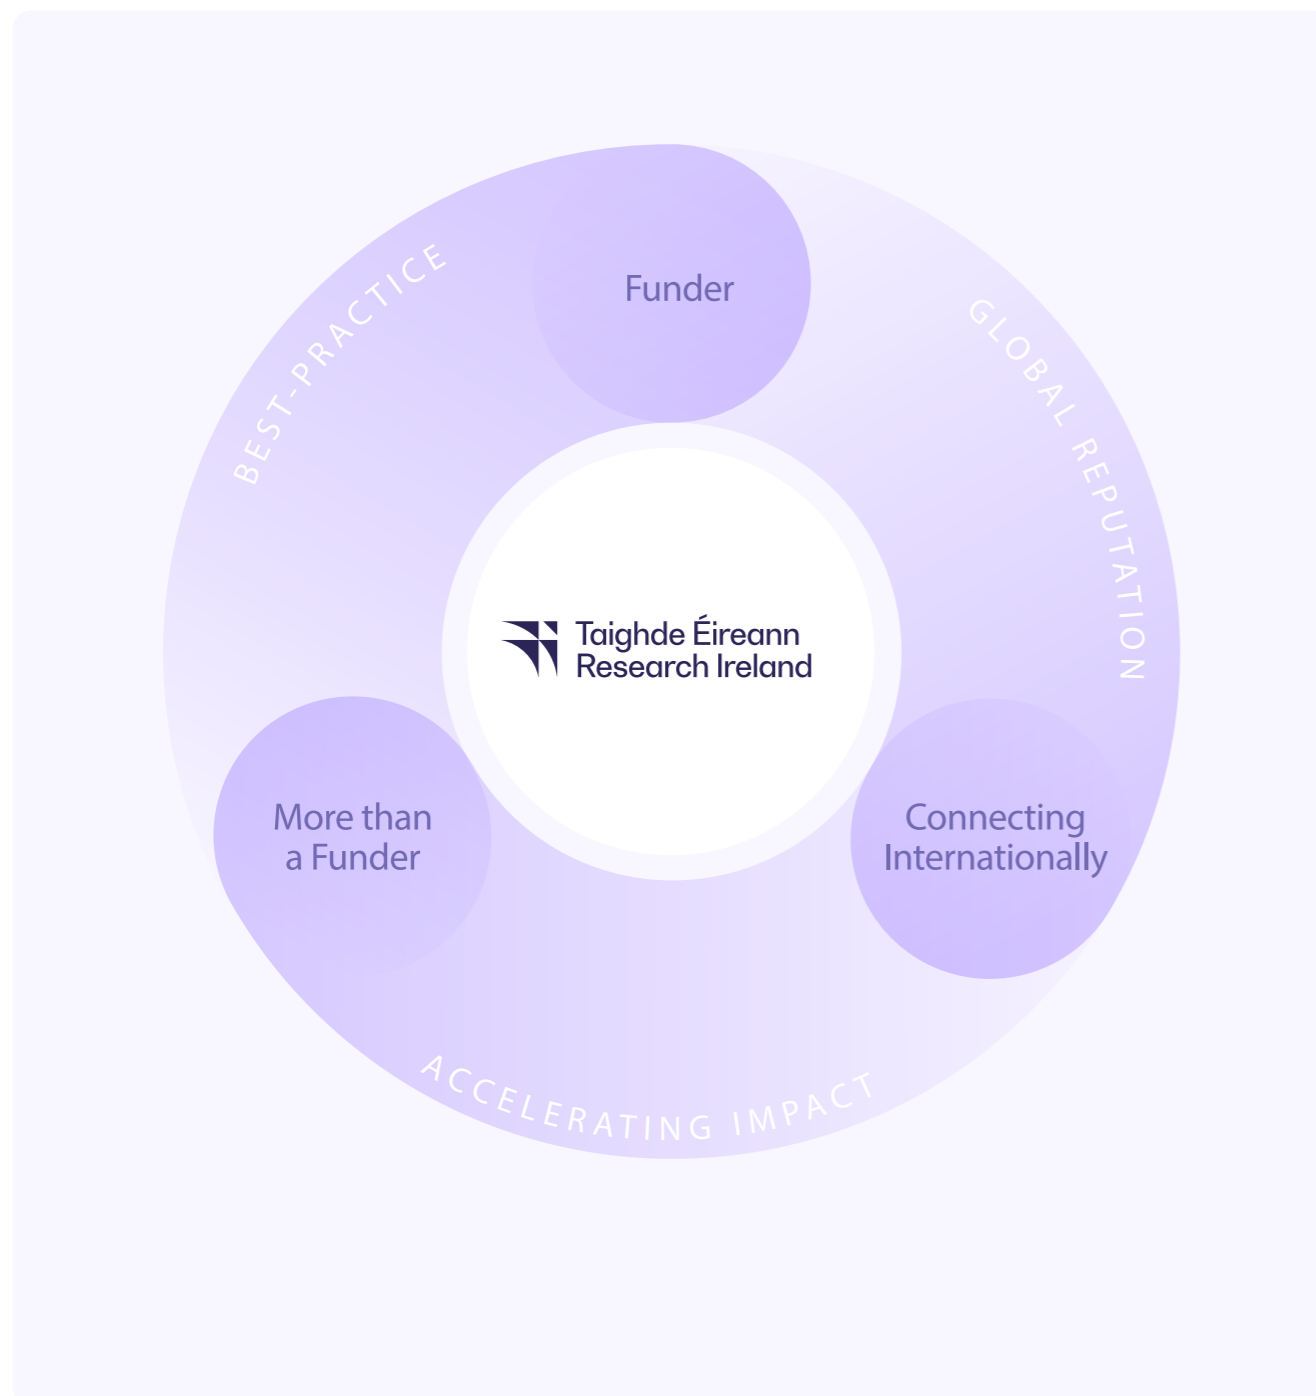 Funder
BEST-PRACTICE
GLOBAL REPUTATION
Taighde Éireann
Research Ireland
More than
a Funder
Connecting
Internationally
ACCELERATING IMPACT